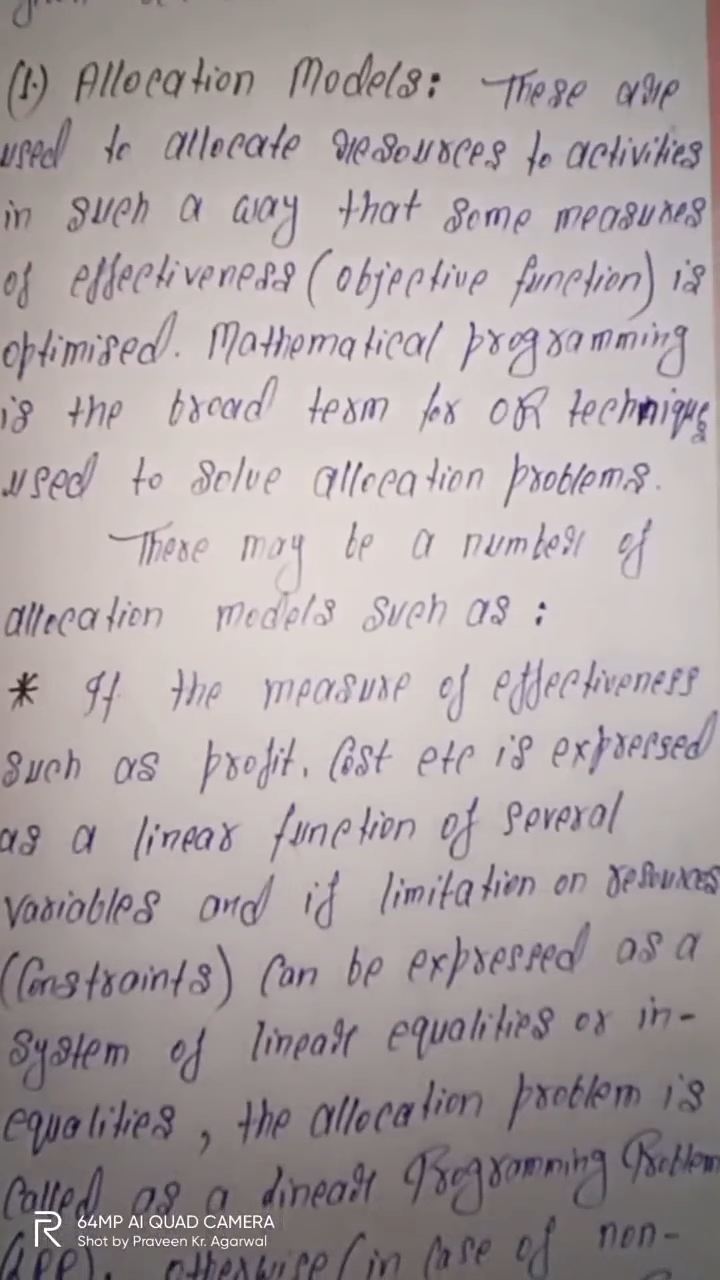 (1.) Allocation Models: These are
used to allocate resources to activities
in such a way that some measures
of effectiveness (objective function) is
optimised. Mathematical programming
is the broad term for OR techniques
used to solve allocation problems.
There may be a number of
allocation models such as :
* If the measure of effectiveness
such as profit, Cost etc is expressed
as a linear function of several
variables and if limitation on resources
(Constraints) Can be expressed as a
system of linear equalities or in-
equalities, the allocation problem is
Called as a Linear Programming Problem
(LPP), otherwise (in Case of non-
64MP AI QUAD CAMERA
Shot by Praveen Kr. Agarwal